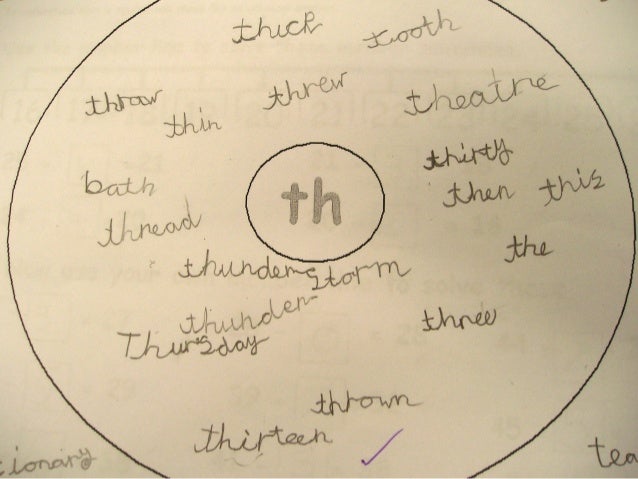 thick
tooth
throw
thin
threw
theatre
bath
thread
th
thirty
then
this
the
thunderstorm
thunder
Thursday
three
thrown
thirteen